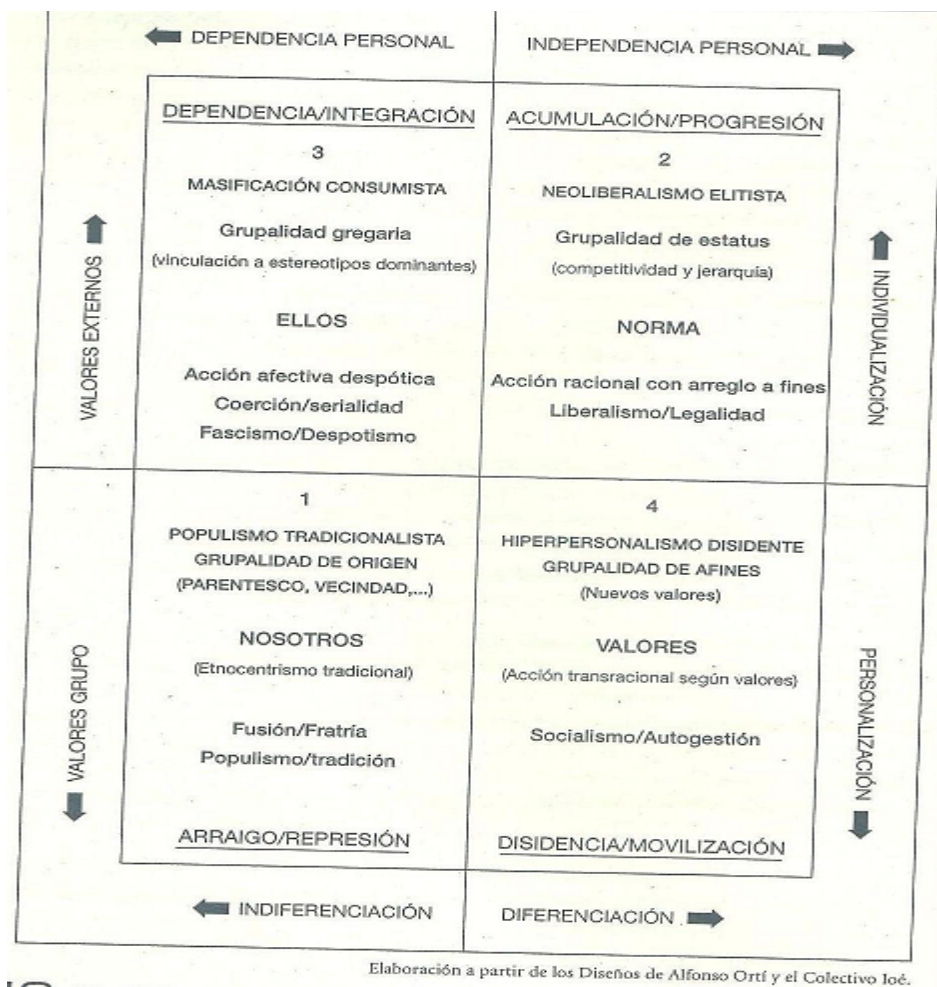 DEPENDENCIA PERSONAL
INDEPENDENCIA PERSONAL
VALORES EXTERNOS
DEPENDENCIA/INTEGRACIÓN
3
MASIFICACIÓN CONSUMISTA
Grupalidad gregaria
(vinculación a estereotipos dominantes)
ELLOS
Acción afectiva despótica
Coerción/serialidad
Fascismo/Despotismo
ACUMULACIÓN/PROGRESIÓN
2
NEOLIBERALISMO ELITISTA
Grupalidad de estatus
(competitividad y jerarquía)
NORMA
Acción racional con arreglo a fines
Liberalismo/Legalidad
INDIVIDUALIZACIÓN
VALORES GRUPO
1
POPULISMO TRADICIONALISTA
GRUPALIDAD DE ORIGEN
(PARENTESCO, VECINDAD,...)
NOSOTROS
(Etnocentrismo tradicional)
Fusión/Fratría
Populismo/tradición
ARRAIGO/REPRESIÓN
4
HIPERPERSONALISMO DISIDENTE
GRUPALIDAD DE AFINES
(Nuevos valores)
VALORES
(Acción transracional según valores)
Socialismo/Autogestión
DISIDENCIA/MOVILIZACIÓN
PERSONALIZACIÓN
INDIFERENCIACIÓN
DIFERENCIACIÓN
Elaboración a partir de los Diseños de Alfonso Ortí y el Colectivo Ioé.